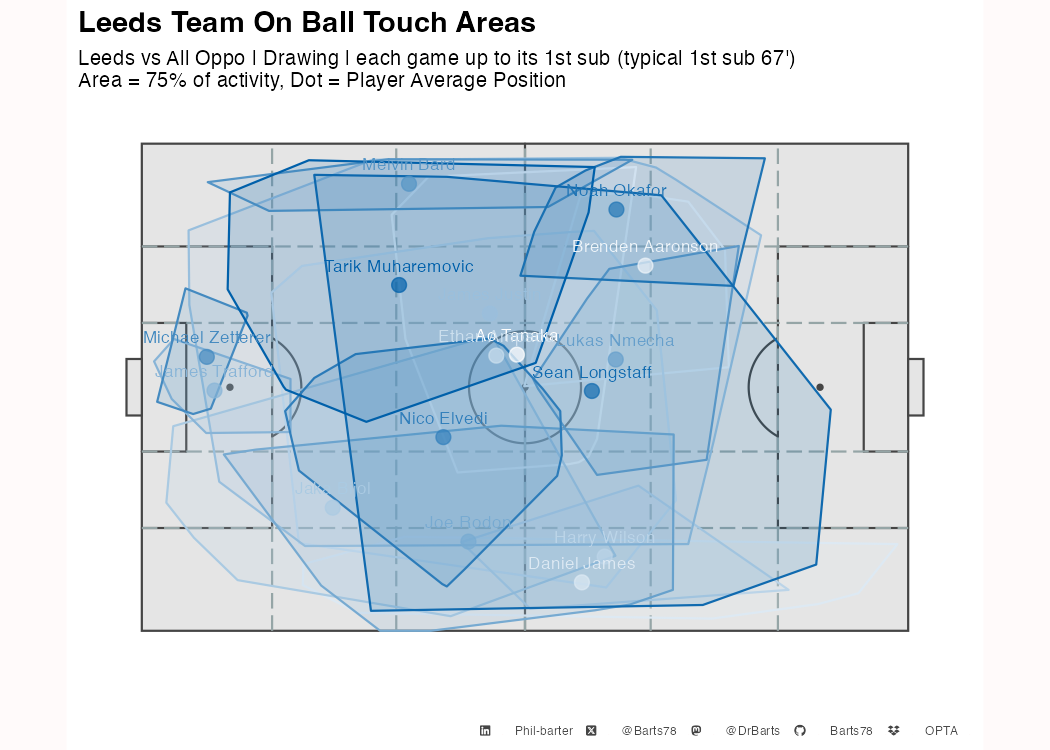 Leeds Team On Ball Touch Areas
Leeds vs All Oppo | Drawing | each game up to its 1st sub (typical 1st sub 67')
Area = 75% of activity, Dot = Player Average Position
Melvin Bard
Noah Okafor
Brenden Aaronson
Tarik Muharemovic
Michael Zetterer
Ao Tanaka
Nmecha
James Trafford
Sean Longstaff
Nico Elvedi
Joe Rodon
Harry Wilson
Daniel James
Phil-barter @Barts78 @DrBarts Barts78 OPTA